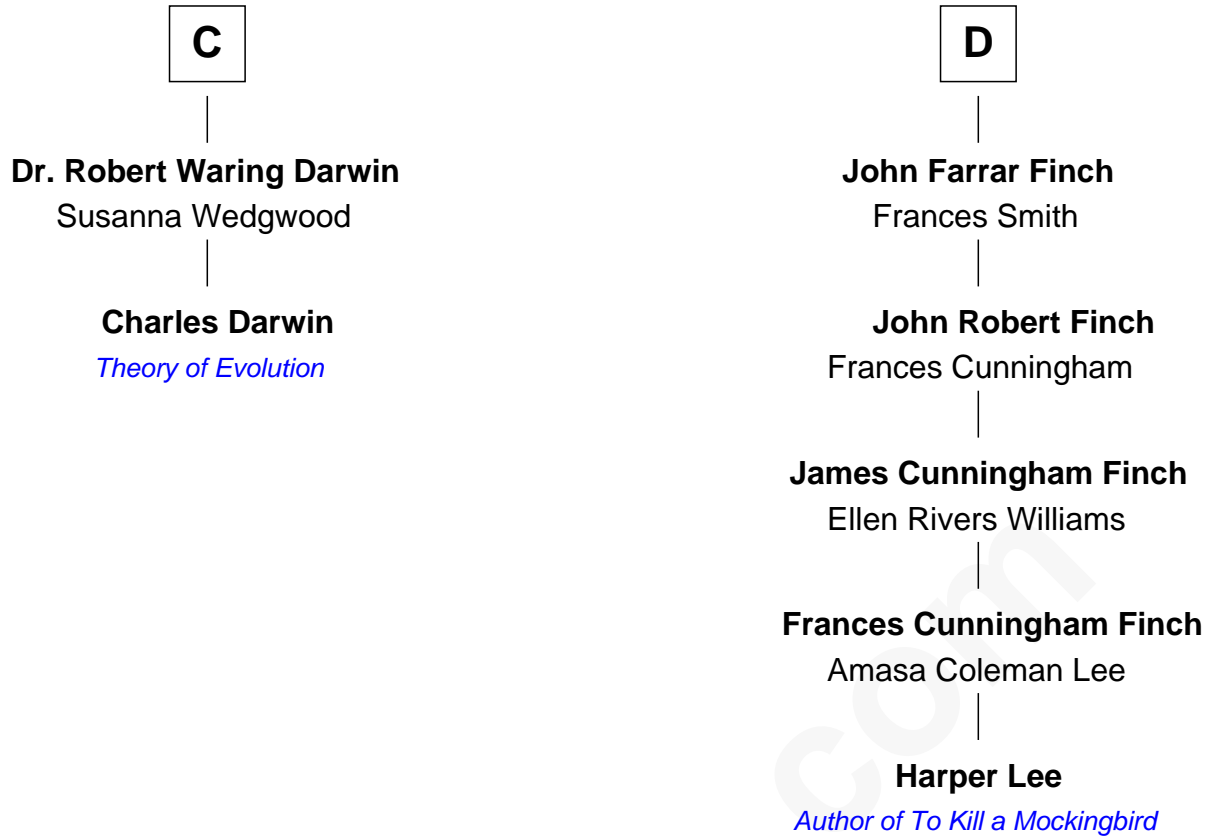 C
Dr. Robert Waring Darwin
Susanna Wedgwood
Charles Darwin
Theory of Evolution
D
John Farrar Finch
Frances Smith
John Robert Finch
Frances Cunningham
James Cunningham Finch
Ellen Rivers Williams
Frances Cunningham Finch
Amasa Coleman Lee
Harper Lee
Author of To Kill a Mockingbird
com